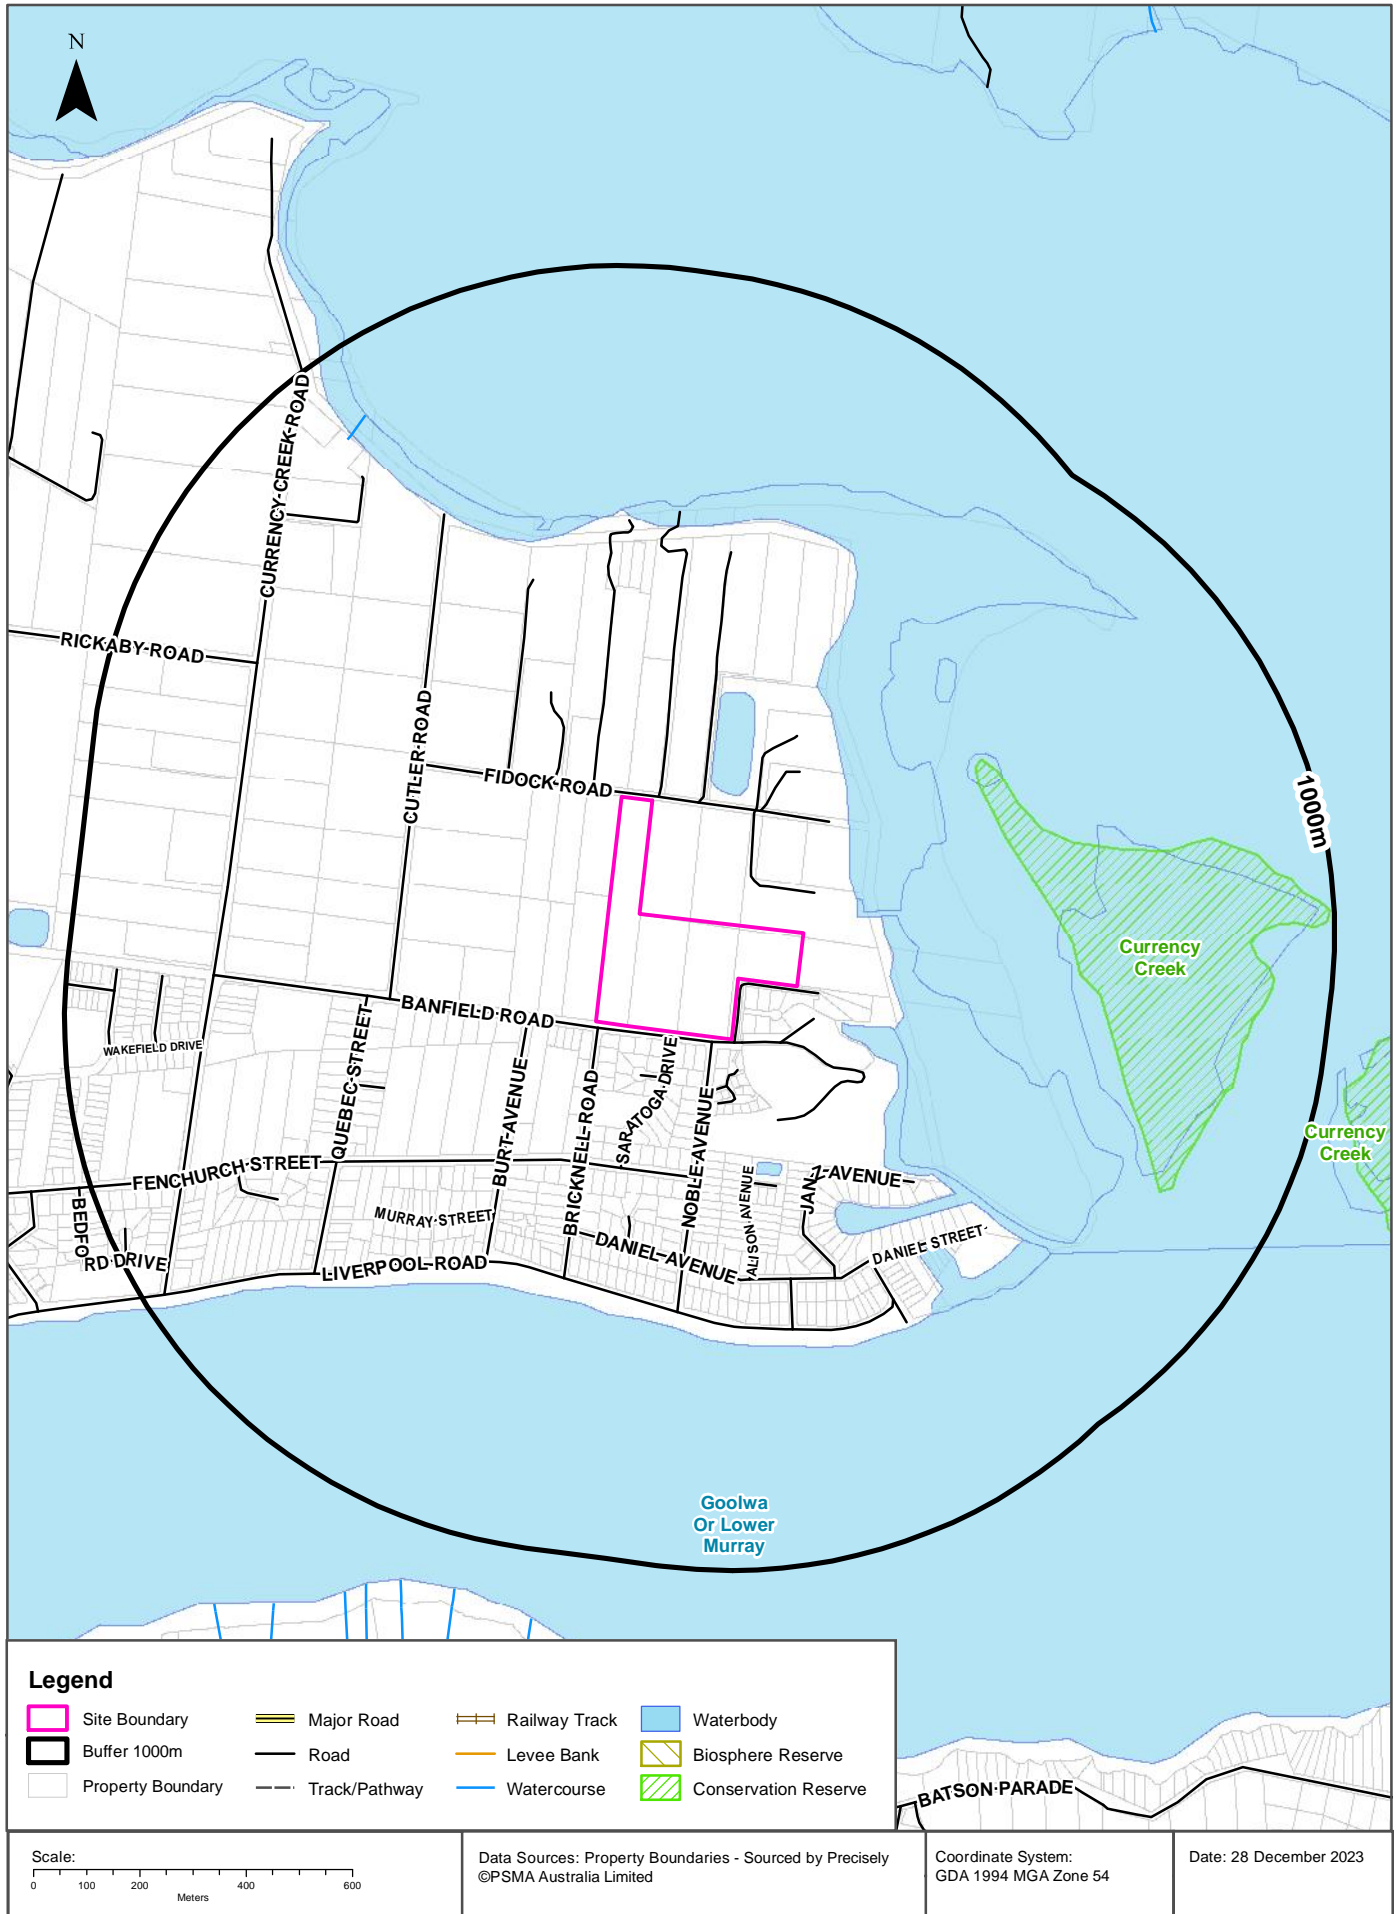 N
CURRENCY CREEK ROAD
RICKABY ROAD
CUTLER ROAD
FIDOCK ROAD
1000m
Currency
Creek
BANFIELD ROAD
WAKEFIELD DRIVE
QUEBEC STREET
BURT AVENUE
BRICKNELL ROAD
SARATOGA DRIVE
NOBLE AVENUE
Currency
Creek
FENCHURCH STREET
ALISON AVENUE
JANZ AVENUE
BEDFORD DRIVE
MURRAY STREET
DANIEL AVENUE
DANIEL STREET
LIVERPOOL ROAD
Goolwa
Or Lower
Murray
BATSON PARADE
Legend
Site Boundary
Major Road
Railway Track
Waterbody
Buffer 1000m
Road
Levee Bank
Biosphere Reserve
Property Boundary
Track/Pathway
Watercourse
Conservation Reserve
Scale:
0 100 200 400 600
Meters
Data Sources: Property Boundaries - Sourced by Precisely
©PSMA Australia Limited
Coordinate System:
GDA 1994 MGA Zone 54
Date: 28 December 2023